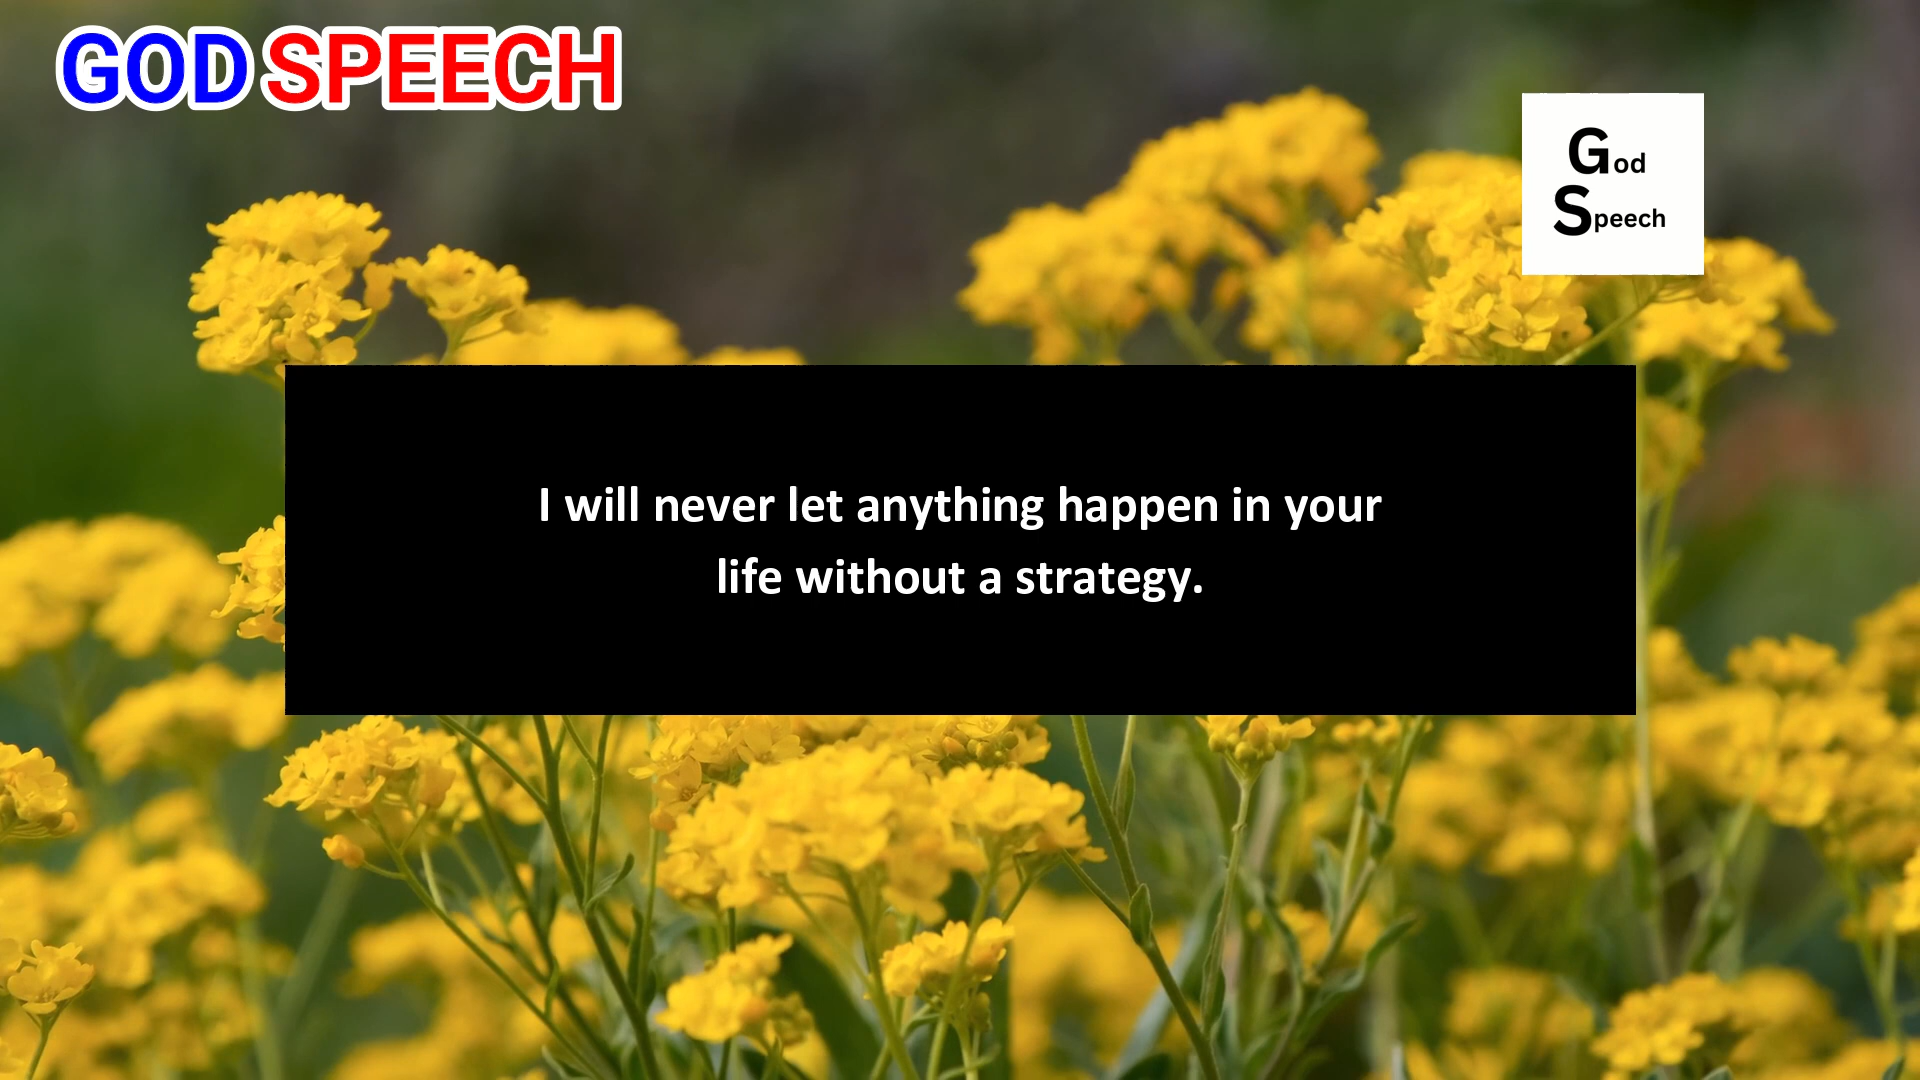 GOD SPEECH
God
Speech
I will never let anything happen in your
life without a strategy.